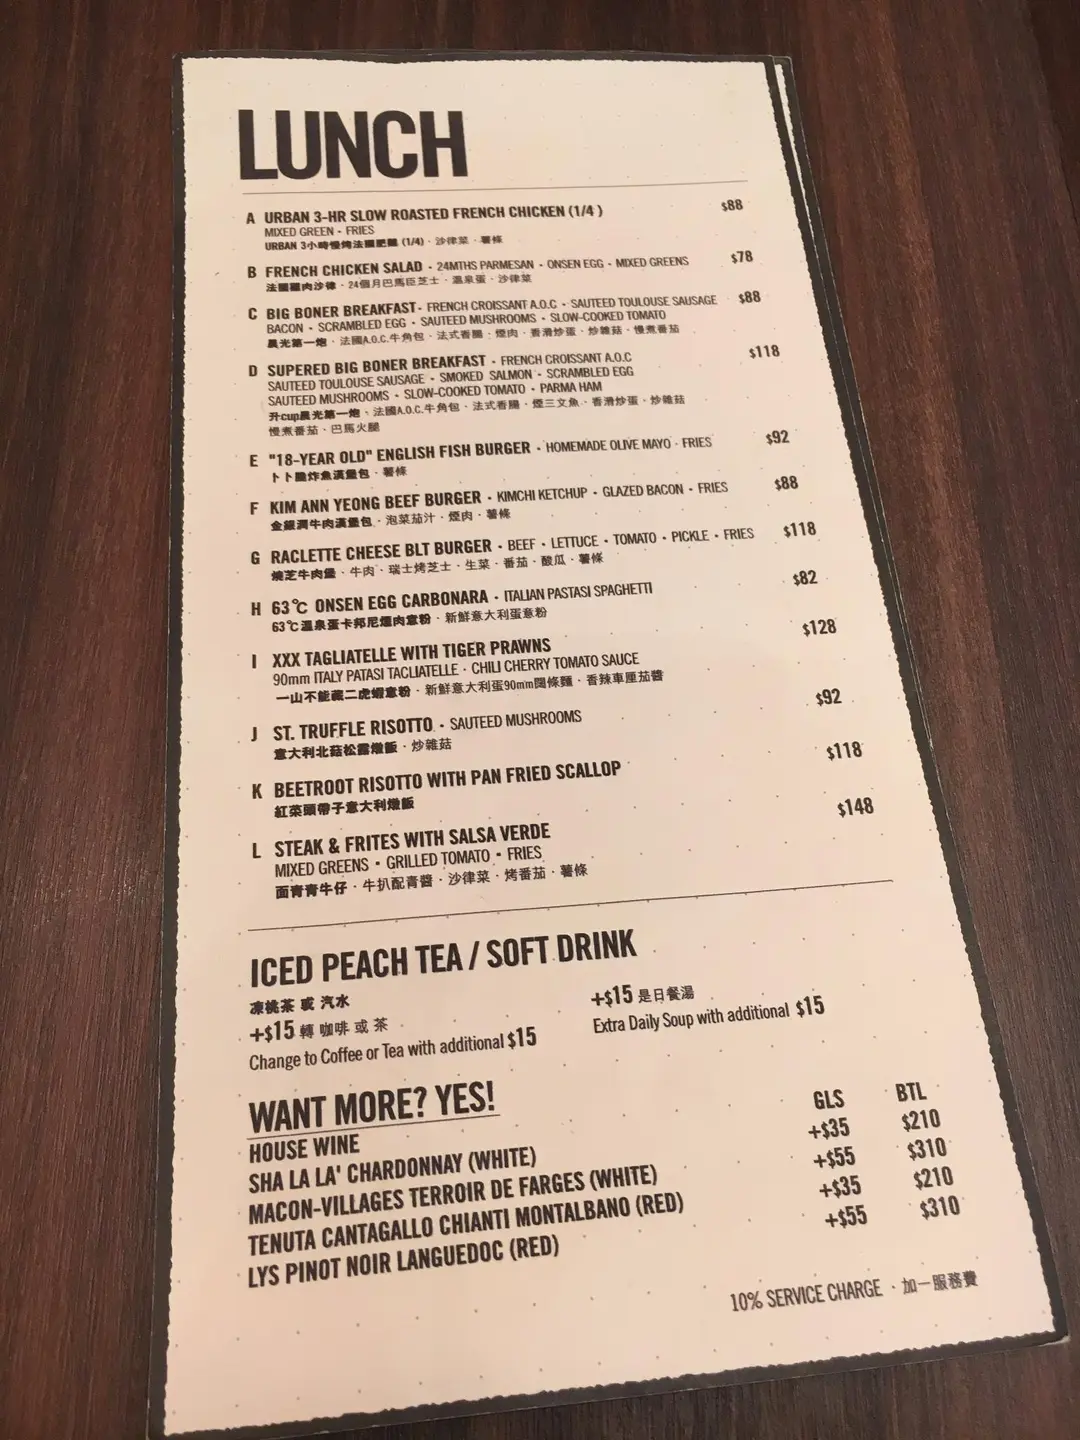 LUNCH
A URBAN 3-HR SLOW ROASTED FRENCH CHICKEN (1/4 ) $88
MIXED GREEN · FRIES
URBAN 3小時慢烤法國肥雞 (1/4) · 沙律菜 · 薯條
B FRENCH CHICKEN SALAD · 24MTHS PARMESAN · ONSEN EGG · MIXED GREENS $78
法國雞肉沙律 · 24個月巴馬臣芝士 · 溫泉蛋 · 沙律菜
C BIG BONER BREAKFAST · FRENCH CROISSANT A.O.C · SAUTEED TOULOUSE SAUSAGE $88
BACON · SCRAMBLED EGG · SAUTEED MUSHROOMS · SLOW-COOKED TOMATO
晨光第一炮 · 法國A.O.C.牛角包 · 法式香腸 · 煙肉 · 香滑炒蛋 · 炒雜菇 · 慢煮番茄
D SUPERED BIG BONER BREAKFAST · FRENCH CROISSANT A.O.C $118
SAUTEED TOULOUSE SAUSAGE · SMOKED SALMON · SCRAMBLED EGG
SAUTEED MUSHROOMS · SLOW-COOKED TOMATO · PARMA HAM
升cup晨光第一炮 · 法國A.O.C.牛角包 · 法式香腸 · 煙三文魚 · 香滑炒蛋 · 炒雜菇
慢煮番茄、巴馬火腿
E "18-YEAR OLD" ENGLISH FISH BURGER · HOMEMADE OLIVE MAYO · FRIES $92
卜卜脆炸魚漢堡包 · 薯條
F KIM ANN YEONG BEEF BURGER · KIMCHI KETCHUP · GLAZED BACON · FRIES $88
金銀潤牛肉漢堡包 · 泡菜茄汁 · 煙肉 · 薯條
G RACLETTE CHEESE BLT BURGER · BEEF · LETTUCE · TOMATO · PICKLE · FRIES $118
燒芝牛肉堡 · 牛肉 · 瑞士烤芝士 · 生菜 · 番茄 · 酸瓜 · 薯條
H 63℃ ONSEN EGG CARBONARA · ITALIAN PASTASI SPAGHETTI $82
63℃溫泉蛋卡邦尼煙肉意粉 · 新鮮意大利蛋意粉
I XXX TAGLIATELLE WITH TIGER PRAWNS $128
90mm ITALY PATASI TACLIATELLE · CHILI CHERRY TOMATO SAUCE
一山不能藏二虎蝦意粉 · 新鮮意大利蛋90mm闊條麵 · 香辣車厘茄醬
J ST. TRUFFLE RISOTTO · SAUTEED MUSHROOMS $92
意大利北菇松露燉飯 · 炒雜菇
K BEETROOT RISOTTO WITH PAN FRIED SCALLOP $118
紅菜頭帶子意大利燉飯
L STEAK & FRITES WITH SALSA VERDE $148
MIXED GREENS · GRILLED TOMATO · FRIES
面青青牛仔 · 牛扒配青醬 · 沙律菜 · 烤番茄 · 薯條
ICED PEACH TEA / SOFT DRINK
凍桃茶 或 汽水
+$15 轉 咖啡 或 茶
Change to Coffee or Tea with additional $15
+$15 是日餐湯
Extra Daily Soup with additional $15
WANT MORE? YES! GLS BTL
HOUSE WINE
SHA LA LA' CHARDONNAY (WHITE) +$35 $210
MACON-VILLAGES TERROIR DE FARGES (WHITE) +$55 $310
TENUTA CANTAGALLO CHIANTI MONTALBANO (RED) +$35 $210
LYS PINOT NOIR LANGUEDOC (RED) +$55 $310
10% SERVICE CHARGE · 加一服務費